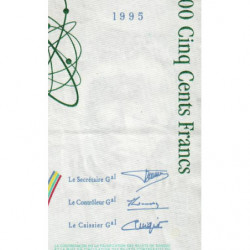 1995
00 Cinq Cents Francs
Le Secrétaire Gal
Le Contrôleur Gal
Le Caissier Gal